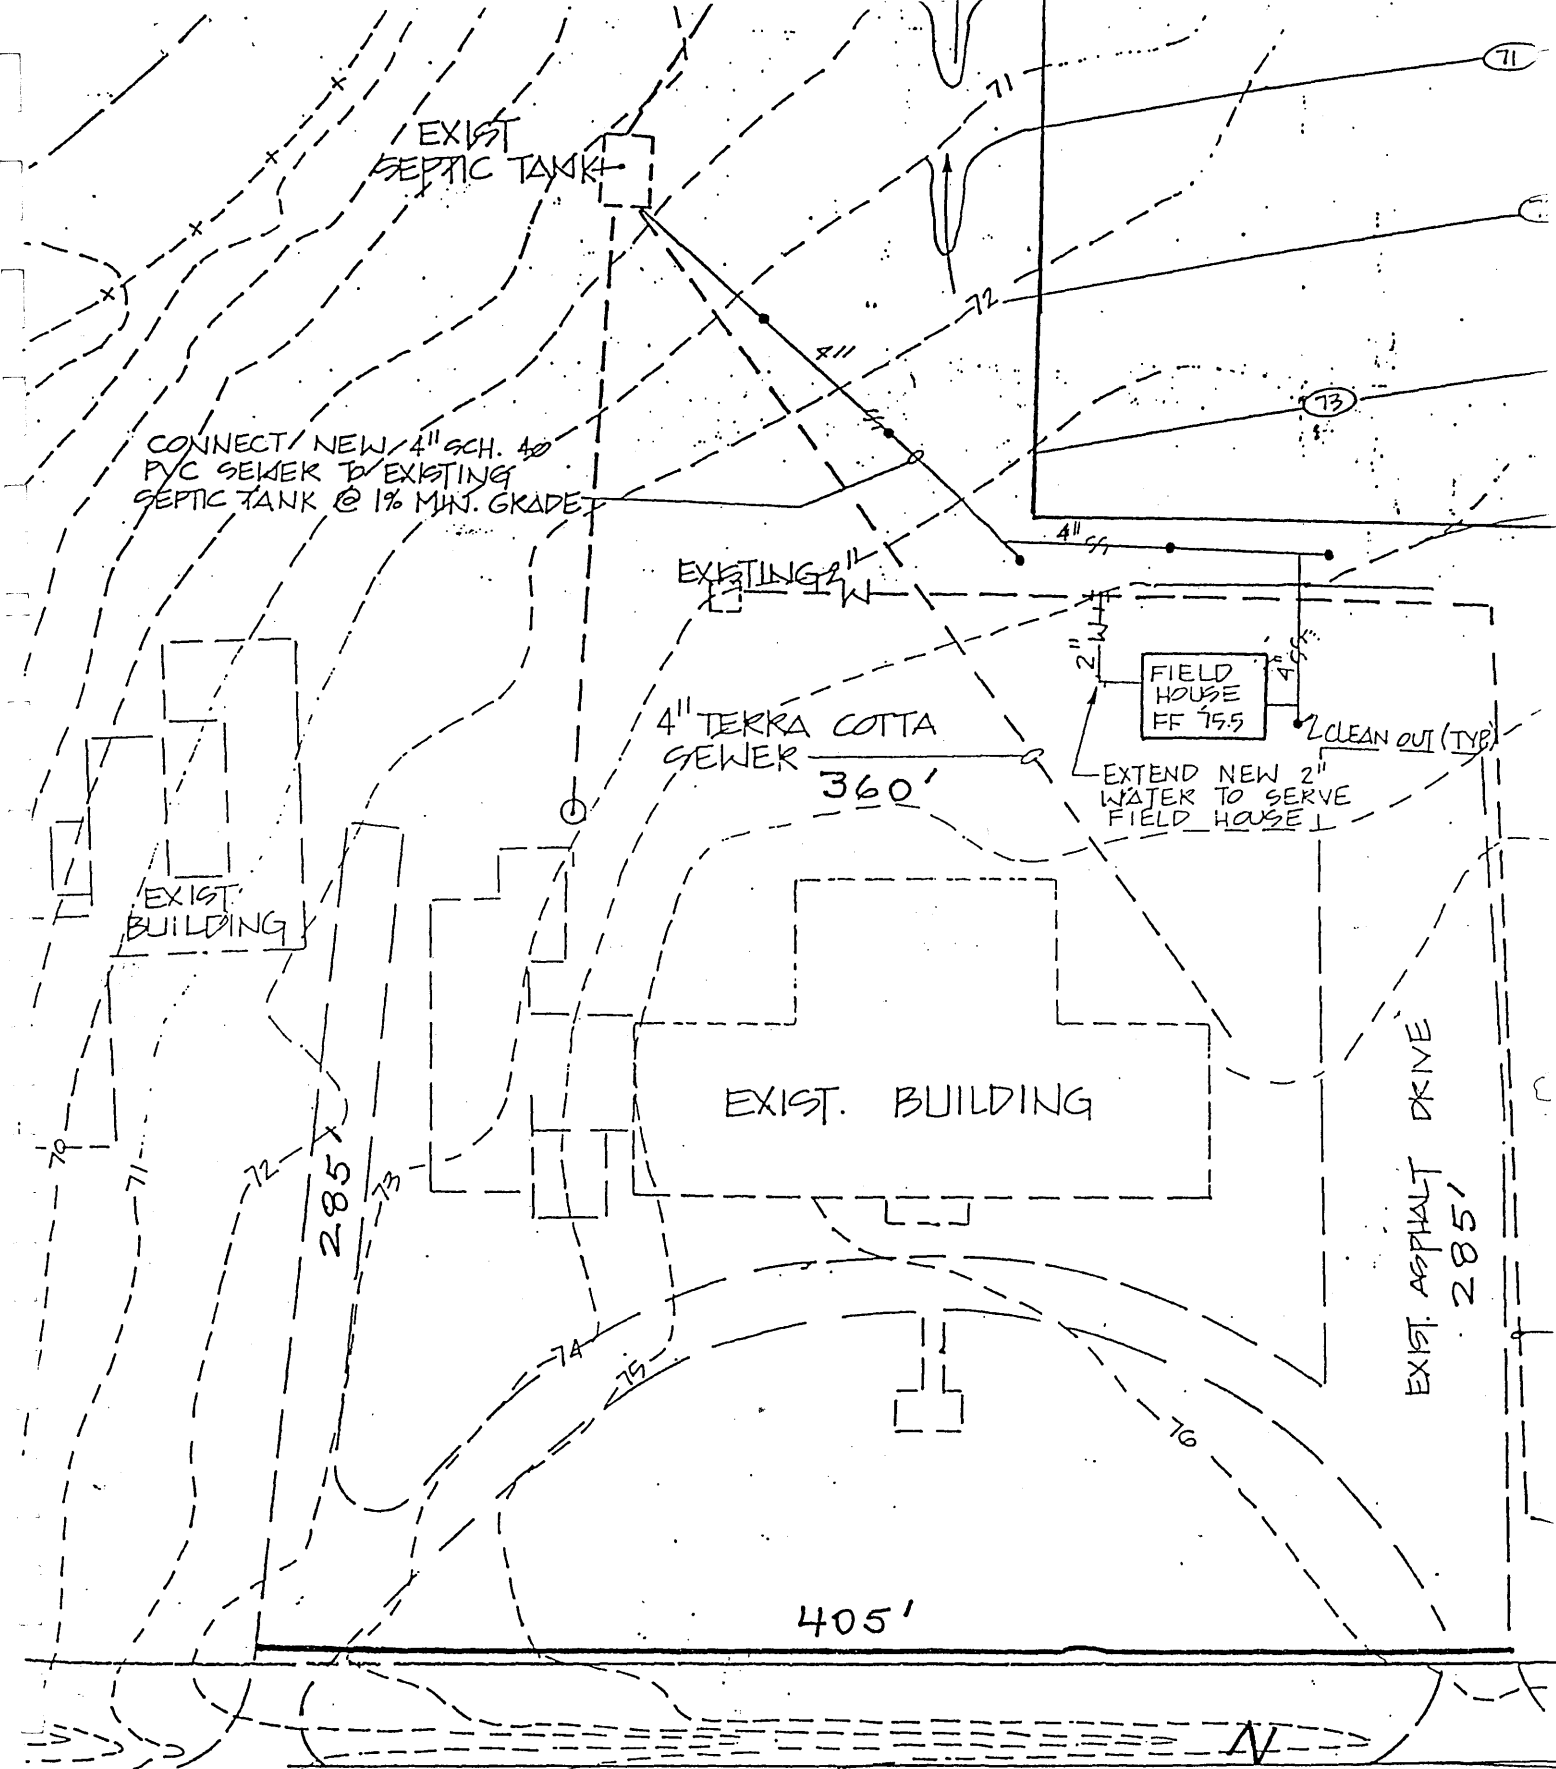 71
71
EXIST
SEPTIC TANK
72
4"
SS
73
CONNECT NEW 4" SCH. 40
PVC SEWER TO EXISTING
SEPTIC TANK @ 1% MIN. GRADE
4" SS
EXISTING 2"
W
2" W
4" SS
FIELD
HOUSE
FF 75.5
4" TERRA COTTA
SEWER
360'
CLEAN OUT (TYP)
EXTEND NEW 2"
WATER TO SERVE
FIELD HOUSE
EXIST.
BUILDING
EXIST. BUILDING
EXIST. ASPHALT DRIVE
285'
70
71
72
285'
73
74
75
76
405'
N